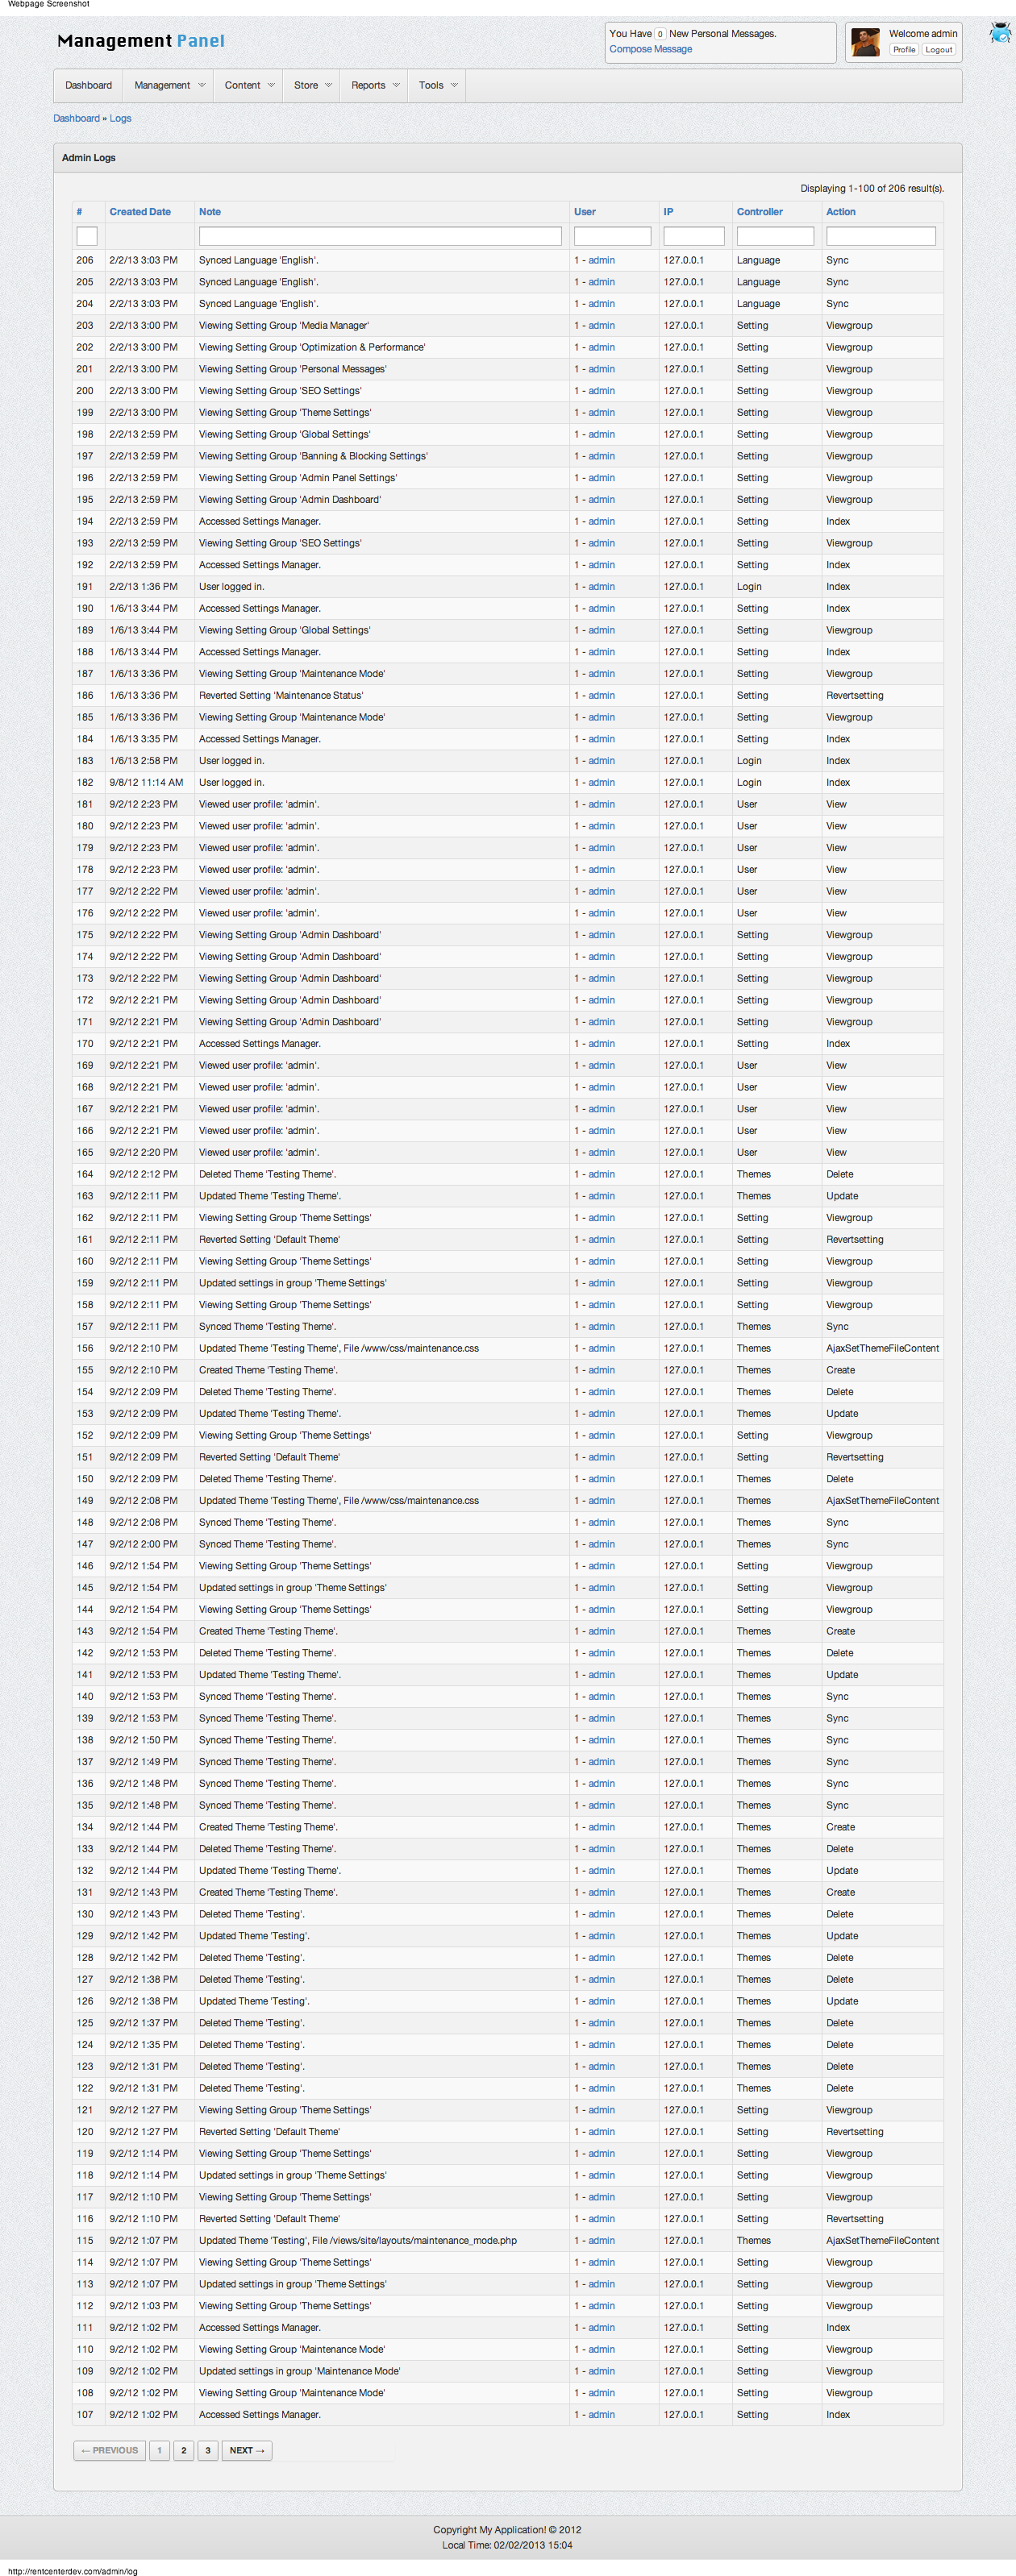 Webpage Screenshot
Management Panel
You Have 0 New Personal Messages.
Compose Message
Welcome admin
Profile Logout
Dashboard Management Content Store Reports Tools
Dashboard » Logs
Admin Logs
Displaying 1-100 of 206 result(s).
# Created Date Note User IP Controller Action
206 2/2/13 3:03 PM Synced Language 'English'. 1 - admin 127.0.0.1 Language Sync
205 2/2/13 3:03 PM Synced Language 'English'. 1 - admin 127.0.0.1 Language Sync
204 2/2/13 3:03 PM Synced Language 'English'. 1 - admin 127.0.0.1 Language Sync
203 2/2/13 3:00 PM Viewing Setting Group 'Media Manager' 1 - admin 127.0.0.1 Setting Viewgroup
202 2/2/13 3:00 PM Viewing Setting Group 'Optimization & Performance' 1 - admin 127.0.0.1 Setting Viewgroup
201 2/2/13 3:00 PM Viewing Setting Group 'Personal Messages' 1 - admin 127.0.0.1 Setting Viewgroup
200 2/2/13 3:00 PM Viewing Setting Group 'SEO Settings' 1 - admin 127.0.0.1 Setting Viewgroup
199 2/2/13 3:00 PM Viewing Setting Group 'Theme Settings' 1 - admin 127.0.0.1 Setting Viewgroup
198 2/2/13 2:59 PM Viewing Setting Group 'Global Settings' 1 - admin 127.0.0.1 Setting Viewgroup
197 2/2/13 2:59 PM Viewing Setting Group 'Banning & Blocking Settings' 1 - admin 127.0.0.1 Setting Viewgroup
196 2/2/13 2:59 PM Viewing Setting Group 'Admin Panel Settings' 1 - admin 127.0.0.1 Setting Viewgroup
195 2/2/13 2:59 PM Viewing Setting Group 'Admin Dashboard' 1 - admin 127.0.0.1 Setting Viewgroup
194 2/2/13 2:59 PM Accessed Settings Manager. 1 - admin 127.0.0.1 Setting Index
193 2/2/13 2:59 PM Viewing Setting Group 'SEO Settings' 1 - admin 127.0.0.1 Setting Viewgroup
192 2/2/13 2:59 PM Accessed Settings Manager. 1 - admin 127.0.0.1 Setting Index
191 2/2/13 1:36 PM User logged in. 1 - admin 127.0.0.1 Login Index
190 1/6/13 3:44 PM Accessed Settings Manager. 1 - admin 127.0.0.1 Setting Index
189 1/6/13 3:44 PM Viewing Setting Group 'Global Settings' 1 - admin 127.0.0.1 Setting Viewgroup
188 1/6/13 3:44 PM Accessed Settings Manager. 1 - admin 127.0.0.1 Setting Index
187 1/6/13 3:36 PM Viewing Setting Group 'Maintenance Mode' 1 - admin 127.0.0.1 Setting Viewgroup
186 1/6/13 3:36 PM Reverted Setting 'Maintenance Status' 1 - admin 127.0.0.1 Setting Revertsetting
185 1/6/13 3:36 PM Viewing Setting Group 'Maintenance Mode' 1 - admin 127.0.0.1 Setting Viewgroup
184 1/6/13 3:35 PM Accessed Settings Manager. 1 - admin 127.0.0.1 Setting Index
183 1/6/13 2:58 PM User logged in. 1 - admin 127.0.0.1 Login Index
182 9/8/12 11:14 AM User logged in. 1 - admin 127.0.0.1 Login Index
181 9/2/12 2:23 PM Viewed user profile: 'admin'. 1 - admin 127.0.0.1 User View
180 9/2/12 2:23 PM Viewed user profile: 'admin'. 1 - admin 127.0.0.1 User View
179 9/2/12 2:23 PM Viewed user profile: 'admin'. 1 - admin 127.0.0.1 User View
178 9/2/12 2:23 PM Viewed user profile: 'admin'. 1 - admin 127.0.0.1 User View
177 9/2/12 2:22 PM Viewed user profile: 'admin'. 1 - admin 127.0.0.1 User View
176 9/2/12 2:22 PM Viewed user profile: 'admin'. 1 - admin 127.0.0.1 User View
175 9/2/12 2:22 PM Viewing Setting Group 'Admin Dashboard' 1 - admin 127.0.0.1 Setting Viewgroup
174 9/2/12 2:22 PM Viewing Setting Group 'Admin Dashboard' 1 - admin 127.0.0.1 Setting Viewgroup
173 9/2/12 2:22 PM Viewing Setting Group 'Admin Dashboard' 1 - admin 127.0.0.1 Setting Viewgroup
172 9/2/12 2:21 PM Viewing Setting Group 'Admin Dashboard' 1 - admin 127.0.0.1 Setting Viewgroup
171 9/2/12 2:21 PM Viewing Setting Group 'Admin Dashboard' 1 - admin 127.0.0.1 Setting Viewgroup
170 9/2/12 2:21 PM Accessed Settings Manager. 1 - admin 127.0.0.1 Setting Index
169 9/2/12 2:21 PM Viewed user profile: 'admin'. 1 - admin 127.0.0.1 User View
168 9/2/12 2:21 PM Viewed user profile: 'admin'. 1 - admin 127.0.0.1 User View
167 9/2/12 2:21 PM Viewed user profile: 'admin'. 1 - admin 127.0.0.1 User View
166 9/2/12 2:21 PM Viewed user profile: 'admin'. 1 - admin 127.0.0.1 User View
165 9/2/12 2:20 PM Viewed user profile: 'admin'. 1 - admin 127.0.0.1 User View
164 9/2/12 2:12 PM Deleted Theme 'Testing Theme'. 1 - admin 127.0.0.1 Themes Delete
163 9/2/12 2:11 PM Updated Theme 'Testing Theme'. 1 - admin 127.0.0.1 Themes Update
162 9/2/12 2:11 PM Viewing Setting Group 'Theme Settings' 1 - admin 127.0.0.1 Setting Viewgroup
161 9/2/12 2:11 PM Reverted Setting 'Default Theme' 1 - admin 127.0.0.1 Setting Revertsetting
160 9/2/12 2:11 PM Viewing Setting Group 'Theme Settings' 1 - admin 127.0.0.1 Setting Viewgroup
159 9/2/12 2:11 PM Updated settings in group 'Theme Settings' 1 - admin 127.0.0.1 Setting Viewgroup
158 9/2/12 2:11 PM Viewing Setting Group 'Theme Settings' 1 - admin 127.0.0.1 Setting Viewgroup
157 9/2/12 2:11 PM Synced Theme 'Testing Theme'. 1 - admin 127.0.0.1 Themes Sync
156 9/2/12 2:10 PM Updated Theme 'Testing Theme', File /www/css/maintenance.css 1 - admin 127.0.0.1 Themes AjaxSetThemeFileContent
155 9/2/12 2:10 PM Created Theme 'Testing Theme'. 1 - admin 127.0.0.1 Themes Create
154 9/2/12 2:09 PM Deleted Theme 'Testing Theme'. 1 - admin 127.0.0.1 Themes Delete
153 9/2/12 2:09 PM Updated Theme 'Testing Theme'. 1 - admin 127.0.0.1 Themes Update
152 9/2/12 2:09 PM Viewing Setting Group 'Theme Settings' 1 - admin 127.0.0.1 Setting Viewgroup
151 9/2/12 2:09 PM Reverted Setting 'Default Theme' 1 - admin 127.0.0.1 Setting Revertsetting
150 9/2/12 2:09 PM Deleted Theme 'Testing Theme'. 1 - admin 127.0.0.1 Themes Delete
149 9/2/12 2:08 PM Updated Theme 'Testing Theme', File /www/css/maintenance.css 1 - admin 127.0.0.1 Themes AjaxSetThemeFileContent
148 9/2/12 2:08 PM Synced Theme 'Testing Theme'. 1 - admin 127.0.0.1 Themes Sync
147 9/2/12 2:00 PM Synced Theme 'Testing Theme'. 1 - admin 127.0.0.1 Themes Sync
146 9/2/12 1:54 PM Viewing Setting Group 'Theme Settings' 1 - admin 127.0.0.1 Setting Viewgroup
145 9/2/12 1:54 PM Updated settings in group 'Theme Settings' 1 - admin 127.0.0.1 Setting Viewgroup
144 9/2/12 1:54 PM Viewing Setting Group 'Theme Settings' 1 - admin 127.0.0.1 Setting Viewgroup
143 9/2/12 1:54 PM Created Theme 'Testing Theme'. 1 - admin 127.0.0.1 Themes Create
142 9/2/12 1:53 PM Deleted Theme 'Testing Theme'. 1 - admin 127.0.0.1 Themes Delete
141 9/2/12 1:53 PM Updated Theme 'Testing Theme'. 1 - admin 127.0.0.1 Themes Update
140 9/2/12 1:53 PM Synced Theme 'Testing Theme'. 1 - admin 127.0.0.1 Themes Sync
139 9/2/12 1:53 PM Synced Theme 'Testing Theme'. 1 - admin 127.0.0.1 Themes Sync
138 9/2/12 1:50 PM Synced Theme 'Testing Theme'. 1 - admin 127.0.0.1 Themes Sync
137 9/2/12 1:49 PM Synced Theme 'Testing Theme'. 1 - admin 127.0.0.1 Themes Sync
136 9/2/12 1:48 PM Synced Theme 'Testing Theme'. 1 - admin 127.0.0.1 Themes Sync
135 9/2/12 1:48 PM Synced Theme 'Testing Theme'. 1 - admin 127.0.0.1 Themes Sync
134 9/2/12 1:44 PM Created Theme 'Testing Theme'. 1 - admin 127.0.0.1 Themes Create
133 9/2/12 1:44 PM Deleted Theme 'Testing Theme'. 1 - admin 127.0.0.1 Themes Delete
132 9/2/12 1:44 PM Updated Theme 'Testing Theme'. 1 - admin 127.0.0.1 Themes Update
131 9/2/12 1:43 PM Created Theme 'Testing Theme'. 1 - admin 127.0.0.1 Themes Create
130 9/2/12 1:43 PM Deleted Theme 'Testing'. 1 - admin 127.0.0.1 Themes Delete
129 9/2/12 1:42 PM Updated Theme 'Testing'. 1 - admin 127.0.0.1 Themes Update
128 9/2/12 1:42 PM Deleted Theme 'Testing'. 1 - admin 127.0.0.1 Themes Delete
127 9/2/12 1:38 PM Deleted Theme 'Testing'. 1 - admin 127.0.0.1 Themes Delete
126 9/2/12 1:38 PM Updated Theme 'Testing'. 1 - admin 127.0.0.1 Themes Update
125 9/2/12 1:37 PM Deleted Theme 'Testing'. 1 - admin 127.0.0.1 Themes Delete
124 9/2/12 1:35 PM Deleted Theme 'Testing'. 1 - admin 127.0.0.1 Themes Delete
123 9/2/12 1:31 PM Deleted Theme 'Testing'. 1 - admin 127.0.0.1 Themes Delete
122 9/2/12 1:31 PM Deleted Theme 'Testing'. 1 - admin 127.0.0.1 Themes Delete
121 9/2/12 1:27 PM Viewing Setting Group 'Theme Settings' 1 - admin 127.0.0.1 Setting Viewgroup
120 9/2/12 1:27 PM Reverted Setting 'Default Theme' 1 - admin 127.0.0.1 Setting Revertsetting
119 9/2/12 1:14 PM Viewing Setting Group 'Theme Settings' 1 - admin 127.0.0.1 Setting Viewgroup
118 9/2/12 1:14 PM Updated settings in group 'Theme Settings' 1 - admin 127.0.0.1 Setting Viewgroup
117 9/2/12 1:10 PM Viewing Setting Group 'Theme Settings' 1 - admin 127.0.0.1 Setting Viewgroup
116 9/2/12 1:10 PM Reverted Setting 'Default Theme' 1 - admin 127.0.0.1 Setting Revertsetting
115 9/2/12 1:07 PM Updated Theme 'Testing', File /views/site/layouts/maintenance_mode.php 1 - admin 127.0.0.1 Themes AjaxSetThemeFileContent
114 9/2/12 1:07 PM Viewing Setting Group 'Theme Settings' 1 - admin 127.0.0.1 Setting Viewgroup
113 9/2/12 1:07 PM Updated settings in group 'Theme Settings' 1 - admin 127.0.0.1 Setting Viewgroup
112 9/2/12 1:03 PM Viewing Setting Group 'Theme Settings' 1 - admin 127.0.0.1 Setting Viewgroup
111 9/2/12 1:02 PM Accessed Settings Manager. 1 - admin 127.0.0.1 Setting Index
110 9/2/12 1:02 PM Viewing Setting Group 'Maintenance Mode' 1 - admin 127.0.0.1 Setting Viewgroup
109 9/2/12 1:02 PM Updated settings in group 'Maintenance Mode' 1 - admin 127.0.0.1 Setting Viewgroup
108 9/2/12 1:02 PM Viewing Setting Group 'Maintenance Mode' 1 - admin 127.0.0.1 Setting Viewgroup
107 9/2/12 1:02 PM Accessed Settings Manager. 1 - admin 127.0.0.1 Setting Index
← PREVIOUS 1 2 3 NEXT →
Copyright My Application! © 2012
Local Time: 02/02/2013 15:04
http://rentcenterdev.com/admin/log